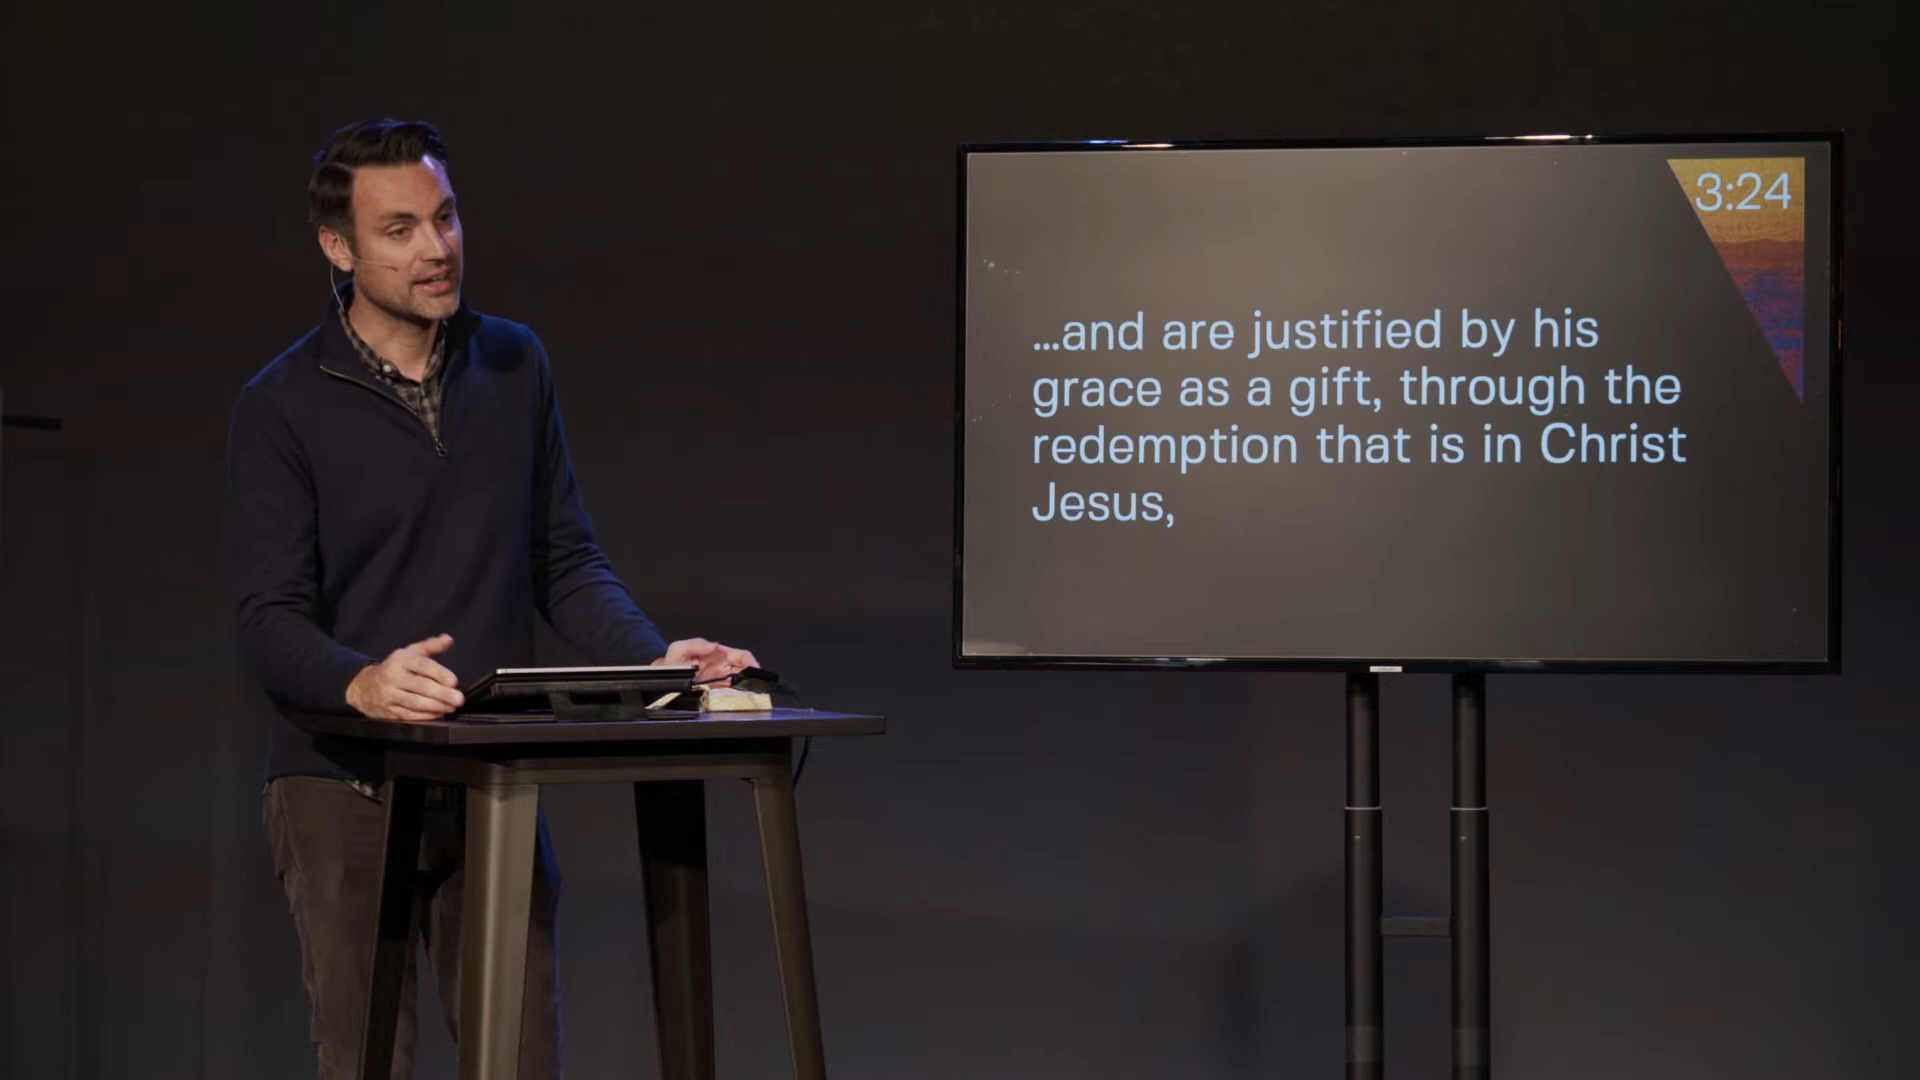 3:24
...and are justified by his
grace as a gift, through the
redemption that is in Christ
Jesus,